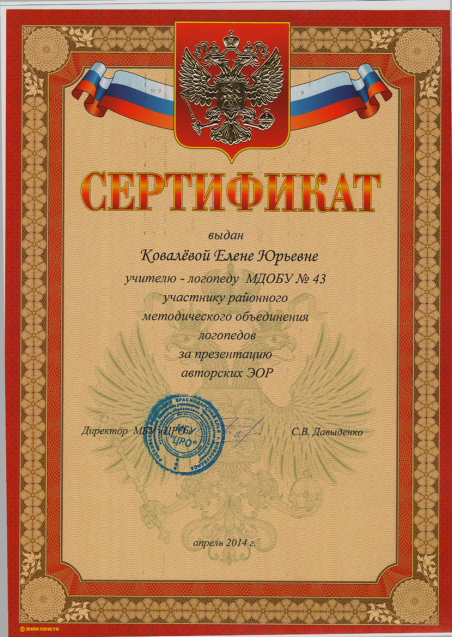 СЕРТИФИКАТ
выдан
Ковалёвой Елене Юрьевне
учителю - логопеду МДОБУ № 43
участнику районного
методического объединения
логопедов
за презентацию
авторских ЭОР
Директор МБУ "ЦРО" С.В. Давыденко
"ЦРО"
апрель 2014 г.